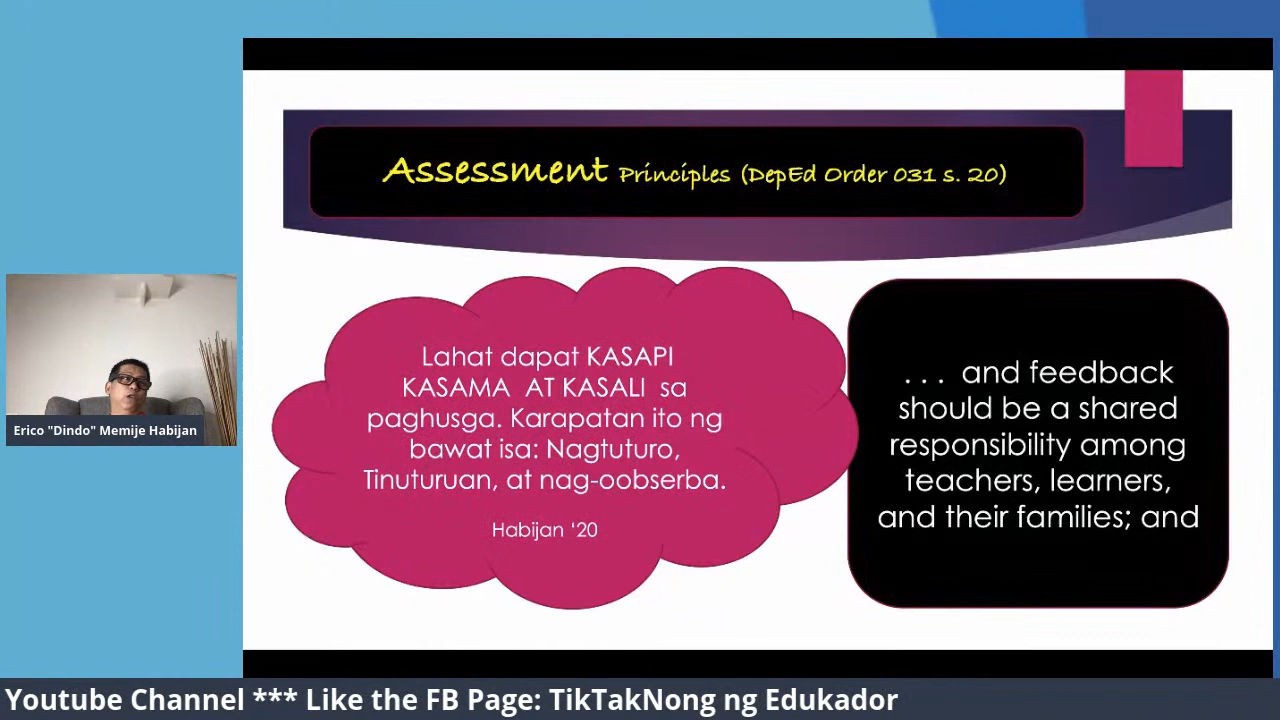 Assessment Principles (DepEd Order 031 s. 20)
Lahat dapat KASAPI
KASAMA AT KASALI sa
paghusga. Karapatan ito ng
bawat isa: Nagtuturo,
Tinuturuan, at nag-oobserba.
Habijan ‘20
. . . and feedback
should be a shared
responsibility among
teachers, learners,
and their families; and
Erico "Dindo" Memije Habijan
Youtube Channel *** Like the FB Page: TikTakNong ng Edukador